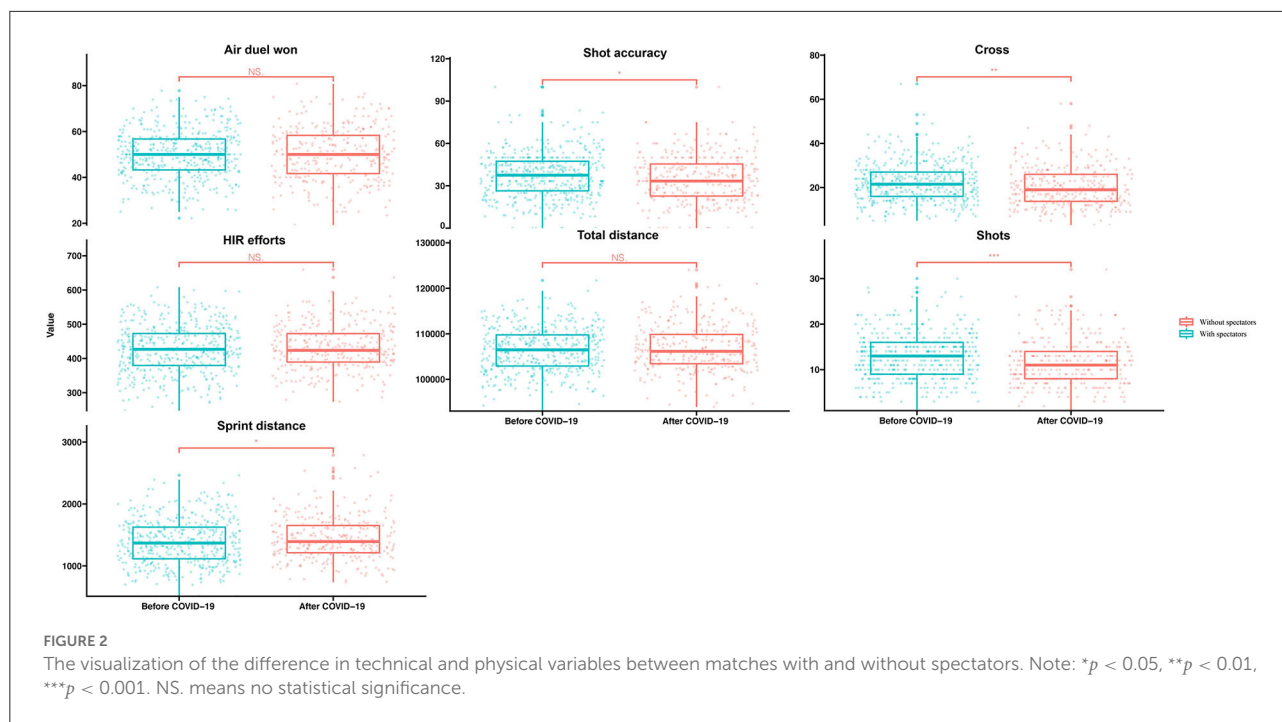 Air duel won
NS.
80
60
40
20
Shot accuracy
*
120
90
60
30
0
Cross
**
80
60
40
20
HIR efforts
NS.
700
600
500
400
300
Value
Total distance
NS.
130000
120000
110000
100000
Before COVID–19 After COVID–19
Shots
***
30
20
10
Before COVID–19 After COVID–19
Without spectators
With spectators
Sprint distance
*
3000
2000
1000
Before COVID–19 After COVID–19
FIGURE 2
The visualization of the difference in technical and physical variables between matches with and without spectators. Note: *p < 0.05, **p < 0.01,
***p < 0.001. NS. means no statistical significance.